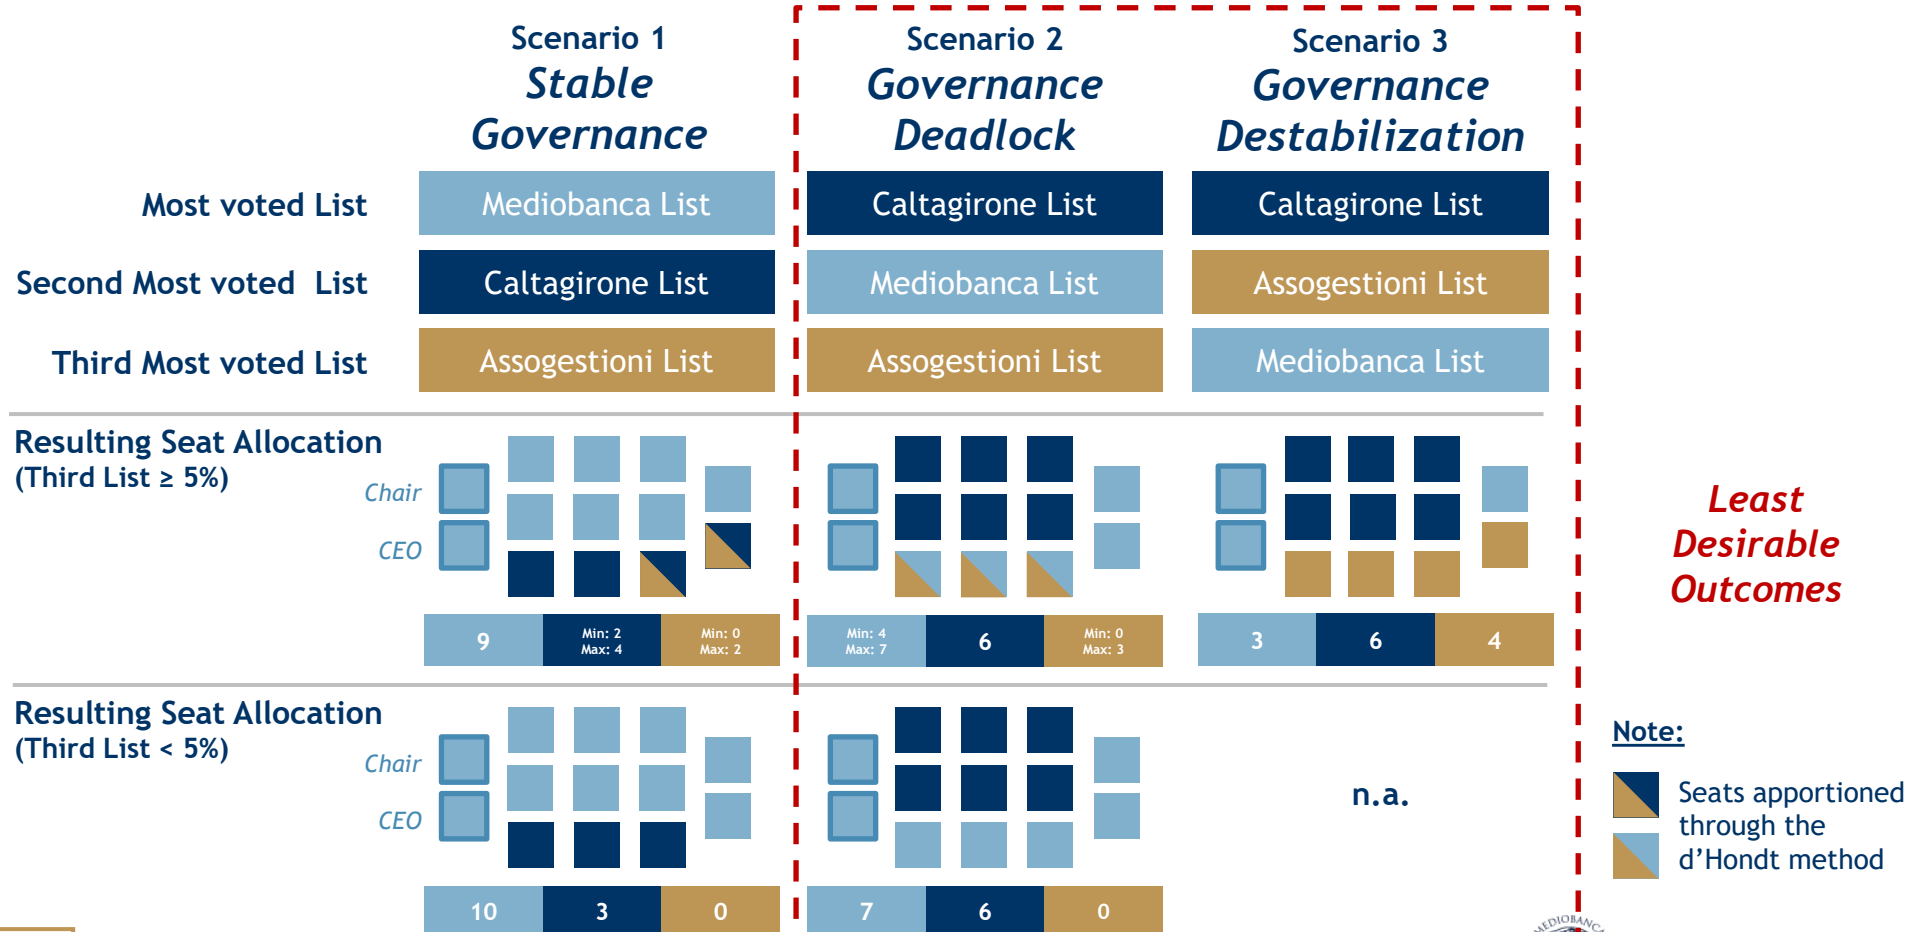 Scenario 1
Stable
Governance
Scenario 2
Governance
Deadlock
Scenario 3
Governance
Destabilization
Most voted List
Mediobanca List
Caltagirone List
Caltagirone List
Second Most voted List
Caltagirone List
Mediobanca List
Assogestioni List
Third Most voted List
Assogestioni List
Assogestioni List
Mediobanca List
Resulting Seat Allocation
(Third List ≥ 5%)
Chair
CEO
9
Min: 2
Max: 4
Min: 0
Max: 2
Min: 4
Max: 7
6
Min: 0
Max: 3
3
6
4
Least
Desirable
Outcomes
Resulting Seat Allocation
(Third List < 5%)
Chair
CEO
10
3
0
7
6
0
n.a.
Note:
Seats apportioned
through the
d'Hondt method
MEDIOBANCA